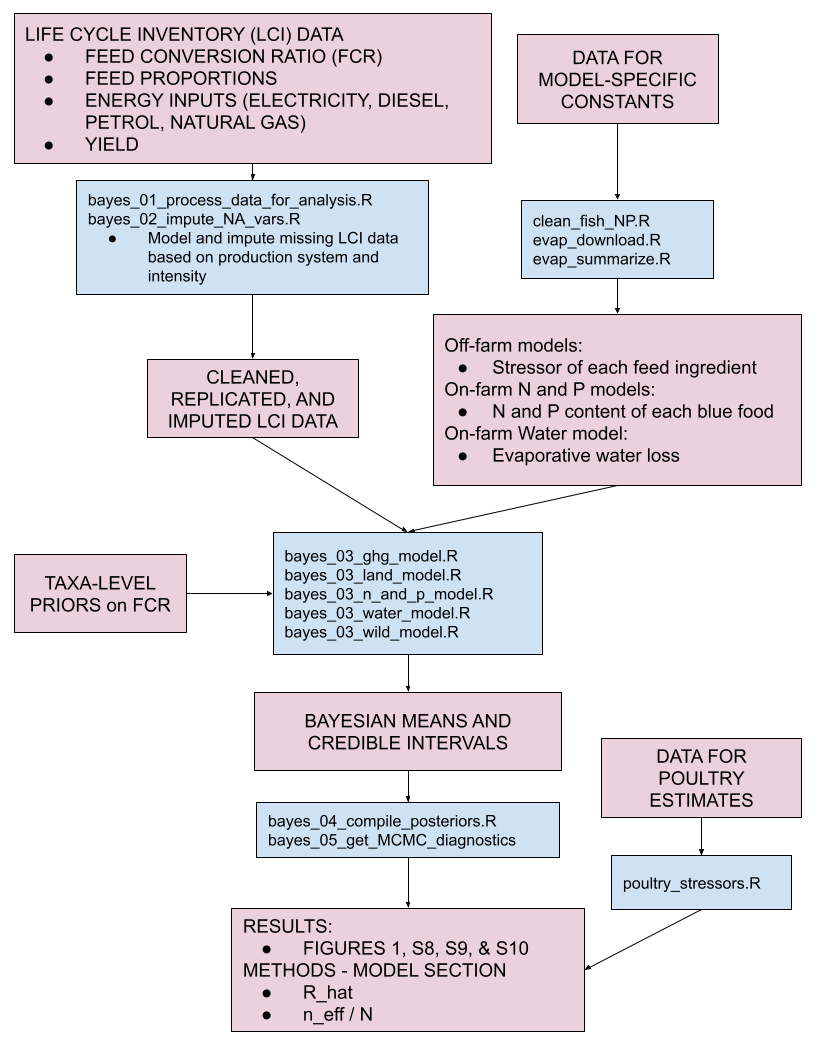 LIFE CYCLE INVENTORY (LCI) DATA
● FEED CONVERSION RATIO (FCR)
● FEED PROPORTIONS
● ENERGY INPUTS (ELECTRICITY, DIESEL,
PETROL, NATURAL GAS)
● YIELD
DATA FOR
MODEL-SPECIFIC
CONSTANTS
bayes_01_process_data_for_analysis.R
bayes_02_impute_NA_vars.R
● Model and impute missing LCI data
based on production system and
intensity
clean_fish_NP.R
evap_download.R
evap_summarize.R
CLEANED,
REPLICATED, AND
IMPUTED LCI DATA
Off-farm models:
● Stressor of each feed ingredient
On-farm N and P models:
● N and P content of each blue food
On-farm Water model:
● Evaporative water loss
TAXA-LEVEL
PRIORS on FCR
bayes_03_ghg_model.R
bayes_03_land_model.R
bayes_03_n_and_p_model.R
bayes_03_water_model.R
bayes_03_wild_model.R
BAYESIAN MEANS AND
CREDIBLE INTERVALS
DATA FOR
POULTRY
ESTIMATES
bayes_04_compile_posteriors.R
bayes_05_get_MCMC_diagnostics
poultry_stressors.R
RESULTS:
● FIGURES 1, S8, S9, & S10
METHODS - MODEL SECTION
● R_hat
● n_eff / N